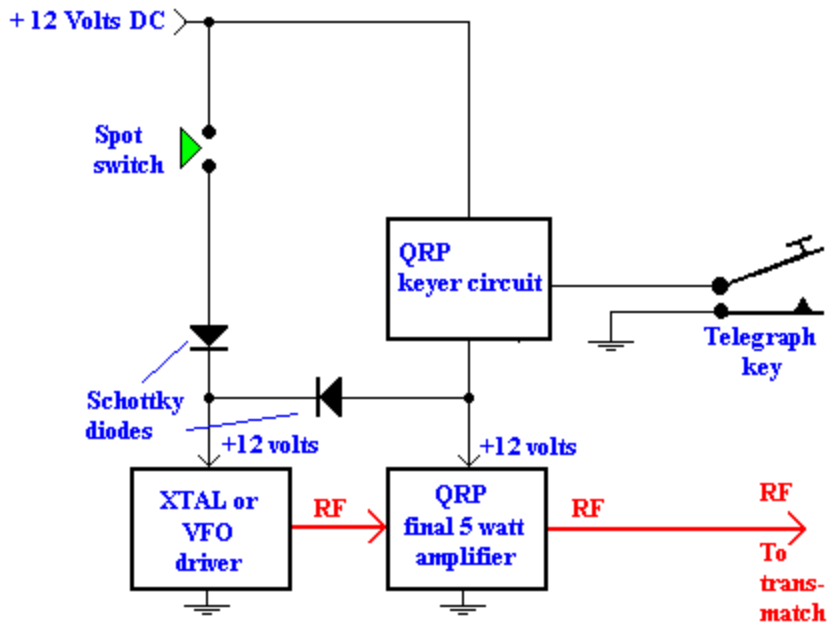 + 12 Volts DC
Spot
switch
QRP
keyer circuit
Telegraph
key
Schottky
diodes
+12 volts
+12 volts
XTAL or
VFO
driver
RF
QRP
final 5 watt
amplifier
RF
RF
To
trans-
match